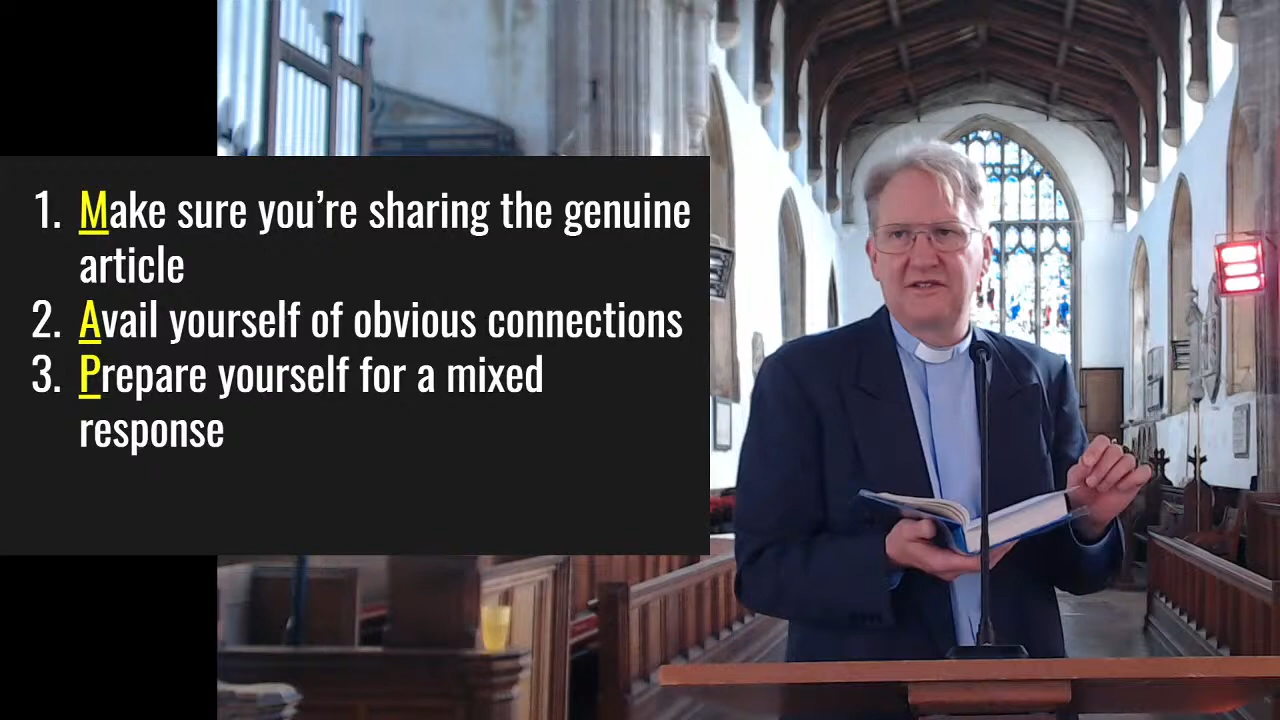 1. Make sure you’re sharing the genuine
article
2. Avail yourself of obvious connections
3. Prepare yourself for a mixed
response